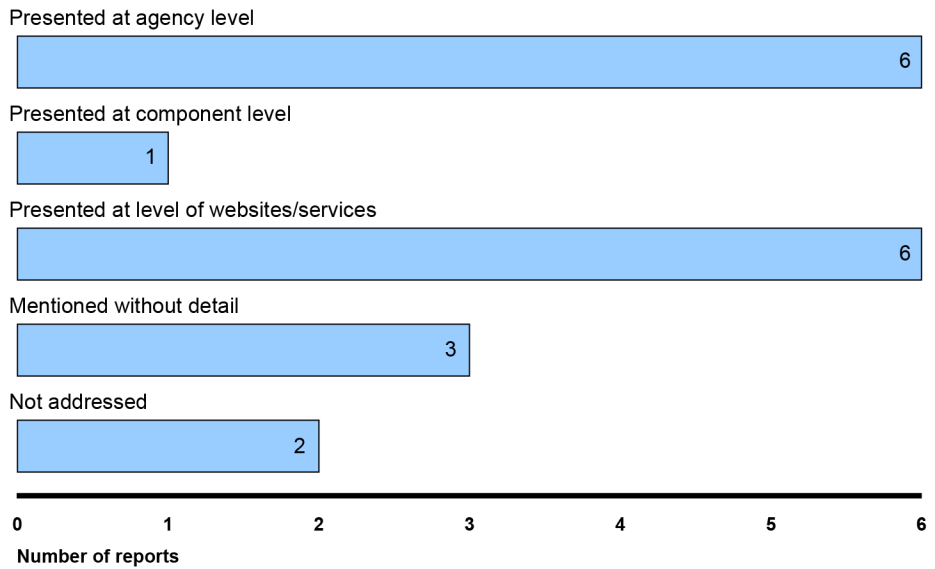 Presented at agency level
6
Presented at component level
1
Presented at level of websites/services
6
Mentioned without detail
3
Not addressed
2
0 1 2 3 4 5 6
Number of reports